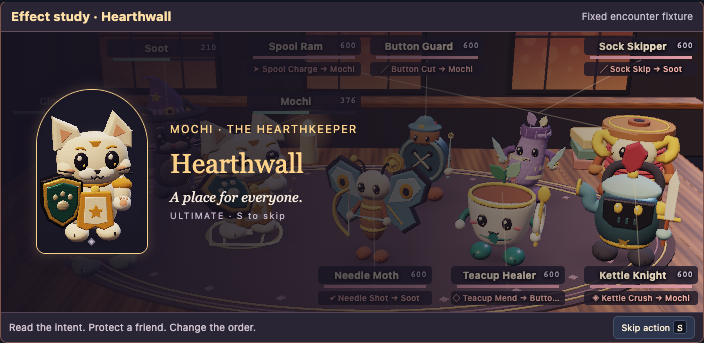 Effect study · Hearthwall
Fixed encounter fixture
Soot 210
Spool Ram 600
Button Guard 600
Sock Skipper 600
Spool Charge → Mochi
Button Cut → Mochi
Sock Skip → Soot
Mochi 376
MOCHI · THE HEARTHKEEPER
Hearthwall
A place for everyone.
ULTIMATE · S to skip
Needle Moth 600
Teacup Healer 600
Kettle Knight 600
Needle Shot → Soot
Teacup Mend → Butto...
Kettle Crush → Mochi
Read the intent. Protect a friend. Change the order.
Skip action S